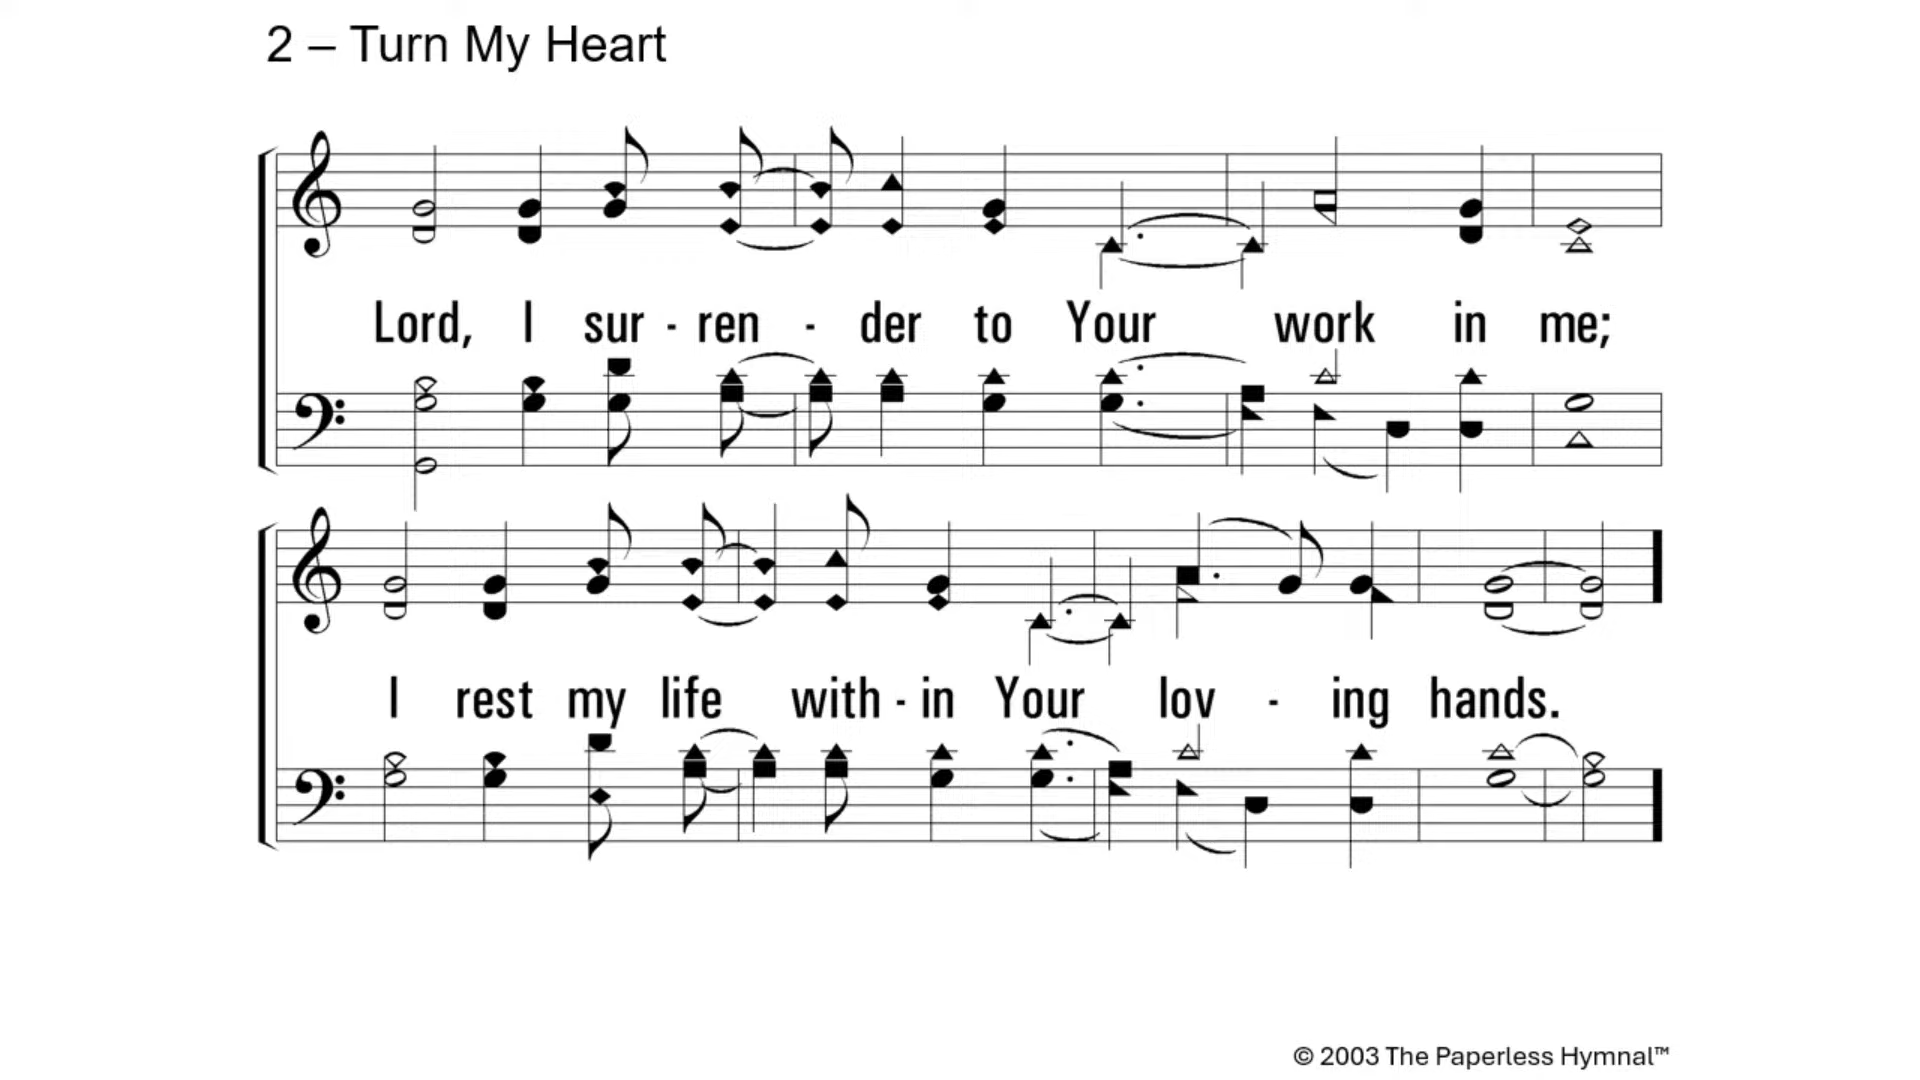 2 – Turn My Heart
Lord, I sur - ren - der to Your work in me;
I rest my life with - in Your lov - ing hands.
© 2003 The Paperless Hymnal™